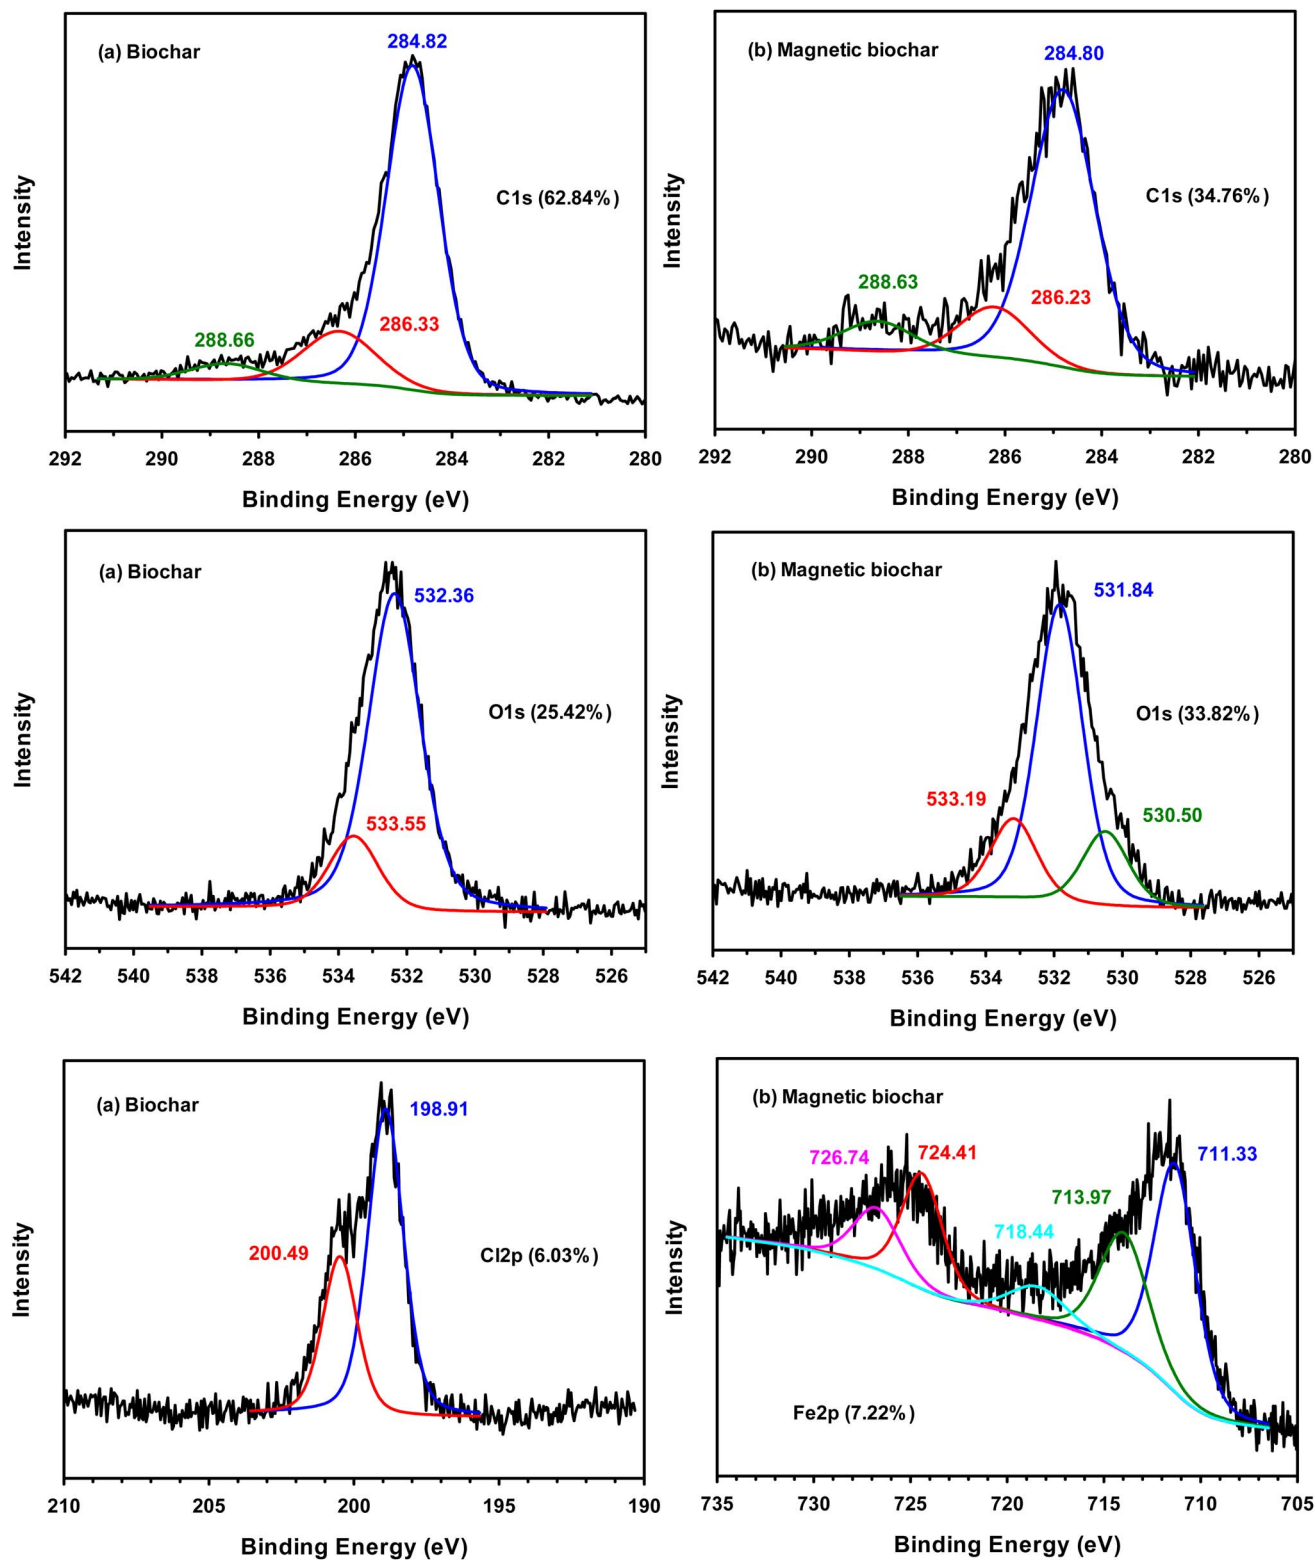 (a) Biochar
284.82
C1s (62.84%)
286.33
288.66
Intensity
292 290 288 286 284 282 280
Binding Energy (eV)
(b) Magnetic biochar
284.80
C1s (34.76%)
288.63
286.23
Intensity
292 290 288 286 284 282 280
Binding Energy (eV)
(a) Biochar
532.36
O1s (25.42%)
533.55
Intensity
542 540 538 536 534 532 530 528 526
Binding Energy (eV)
(b) Magnetic biochar
531.84
O1s (33.82%)
533.19
530.50
Intensity
542 540 538 536 534 532 530 528 526
Binding Energy (eV)
(a) Biochar
198.91
200.49
Cl2p (6.03%)
Intensity
210 205 200 195 190
Binding Energy (eV)
(b) Magnetic biochar
726.74
724.41
711.33
713.97
718.44
Fe2p (7.22%)
Intensity
735 730 725 720 715 710 705
Binding Energy (eV)